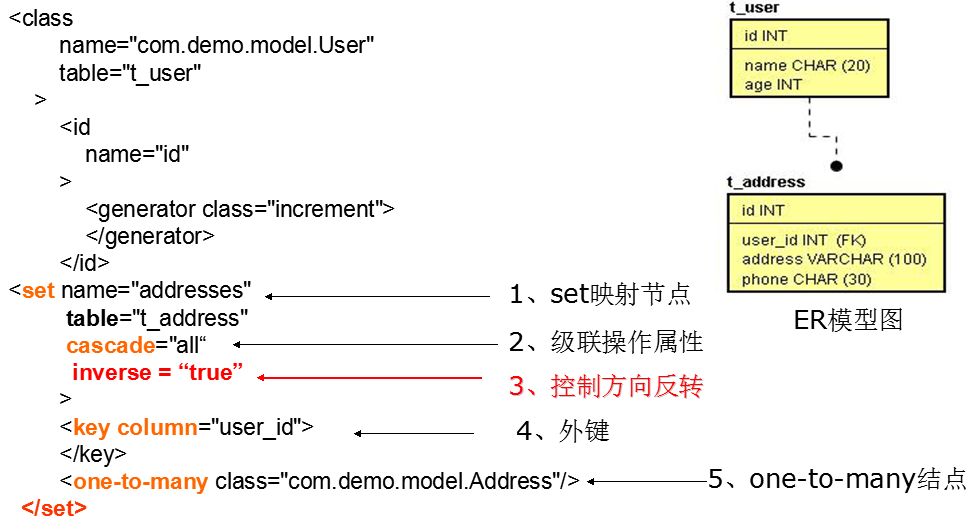 <class
name="com.demo.model.User"
table="t_user"
>
<id
name="id"
>
<generator class="increment">
</generator>
</id>
<set name="addresses"
table="t_address"
cascade="all“
inverse = “true”
>
<key column="user_id">
</key>
<one-to-many class="com.demo.model.Address"/>
</set>
1、set映射节点
2、级联操作属性
3、控制方向反转
4、外键
5、one-to-many结点
t_user
id INT
name CHAR (20)
age INT
t_address
id INT
user_id INT (FK)
address VARCHAR (100)
phone CHAR (30)
ER模型图